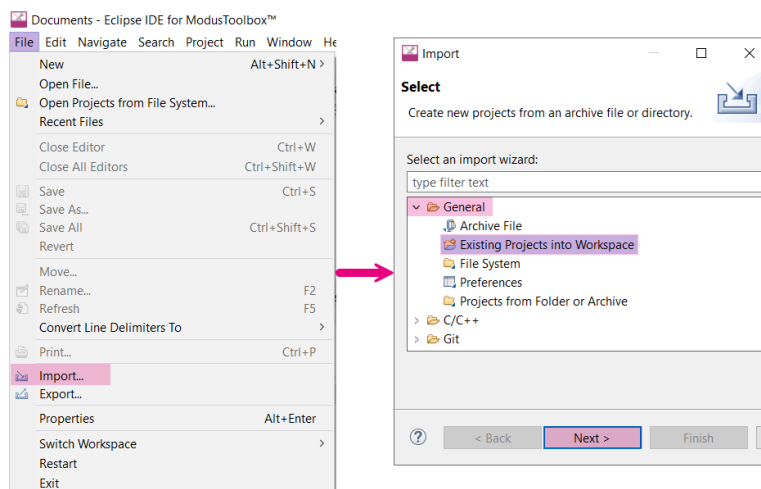 Documents - Eclipse IDE for ModusToolbox™
File Edit Navigate Search Project Run Window He
New Alt+Shift+N >
Open File...
Open Projects from File System...
Recent Files >
Close Editor Ctrl+W
Close All Editors Ctrl+Shift+W
Save Ctrl+S
Save As...
Save All Ctrl+Shift+S
Revert
Move...
Rename... F2
Refresh F5
Convert Line Delimiters To >
Print... Ctrl+P
Import...
Export...
Properties Alt+Enter
Switch Workspace >
Restart
Exit
Import
Select
Create new projects from an archive file or directory.
Select an import wizard:
type filter text
General
Archive File
Existing Projects into Workspace
File System
Preferences
Projects from Folder or Archive
> C/C++
> Git
? < Back Next > Finish